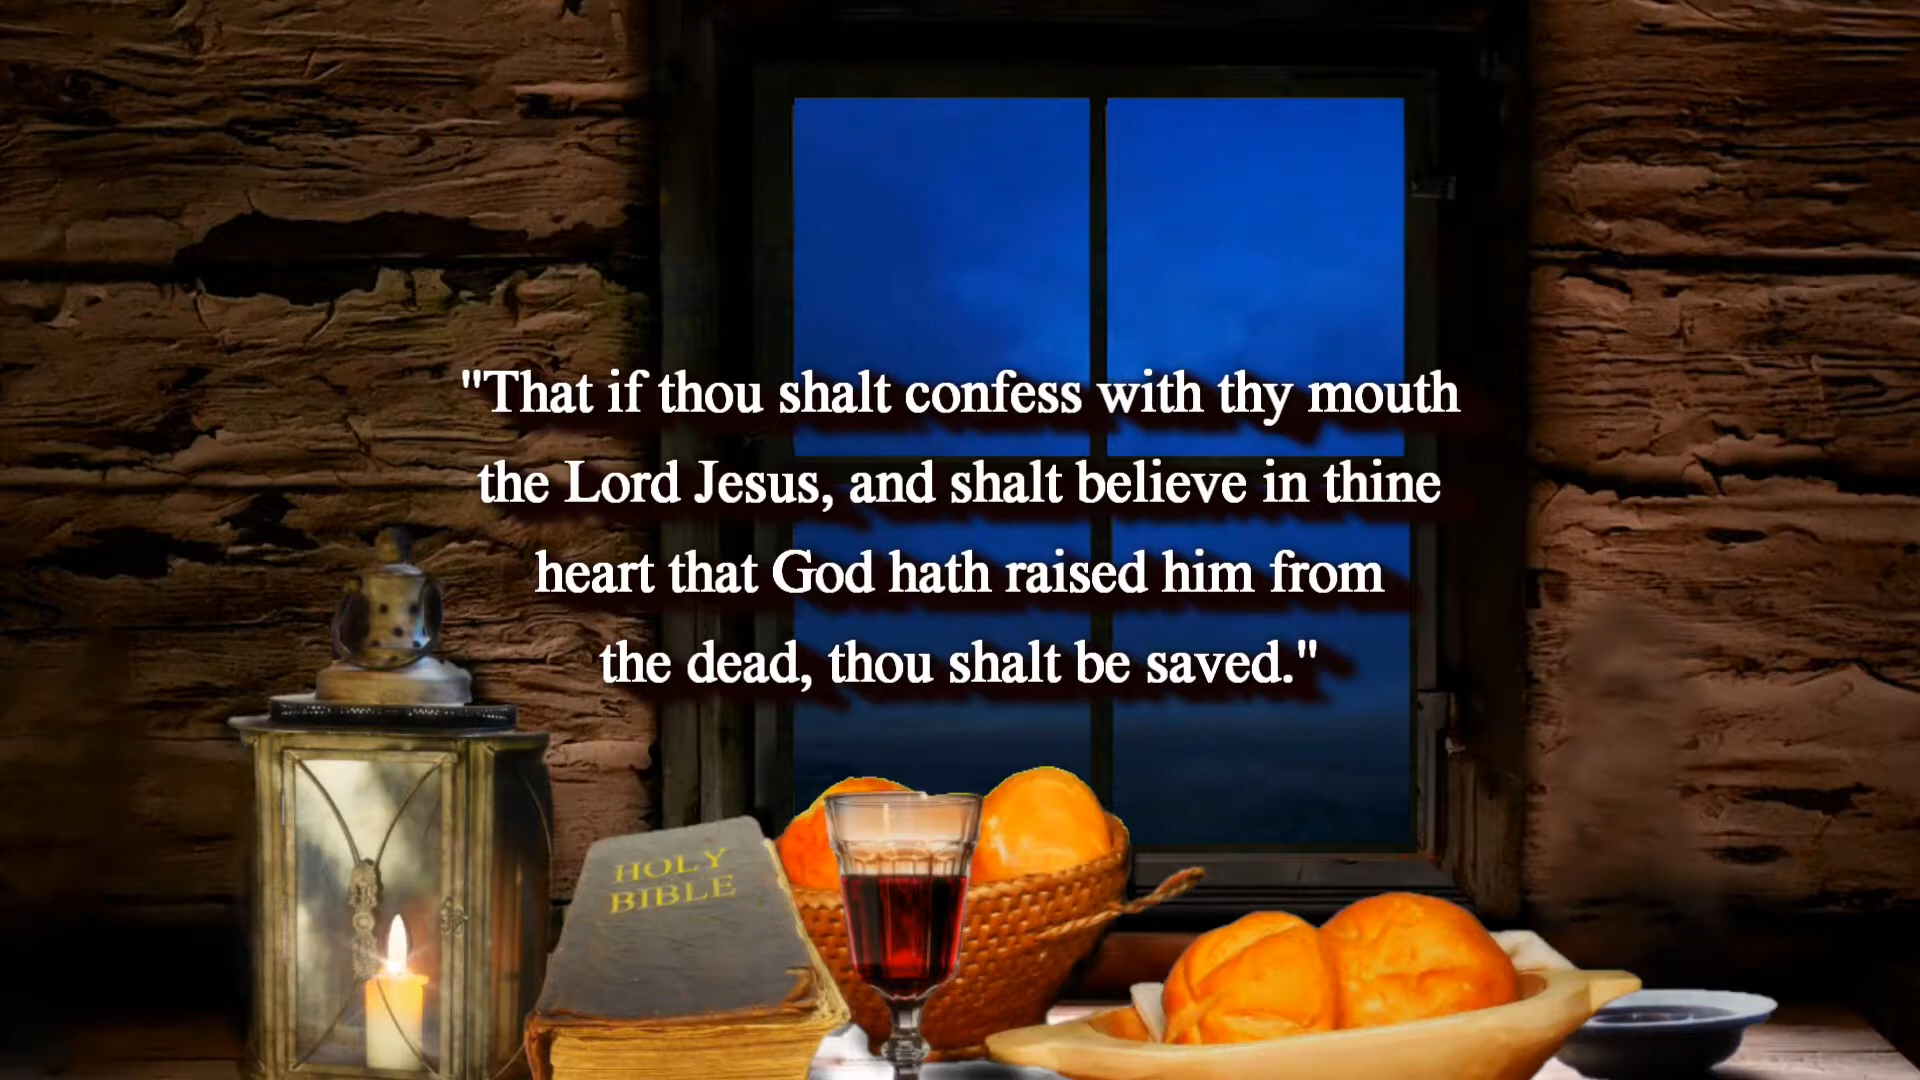 "That if thou shalt confess with thy mouth
the Lord Jesus, and shalt believe in thine
heart that God hath raised him from
the dead, thou shalt be saved."
HOLY
BIBLE